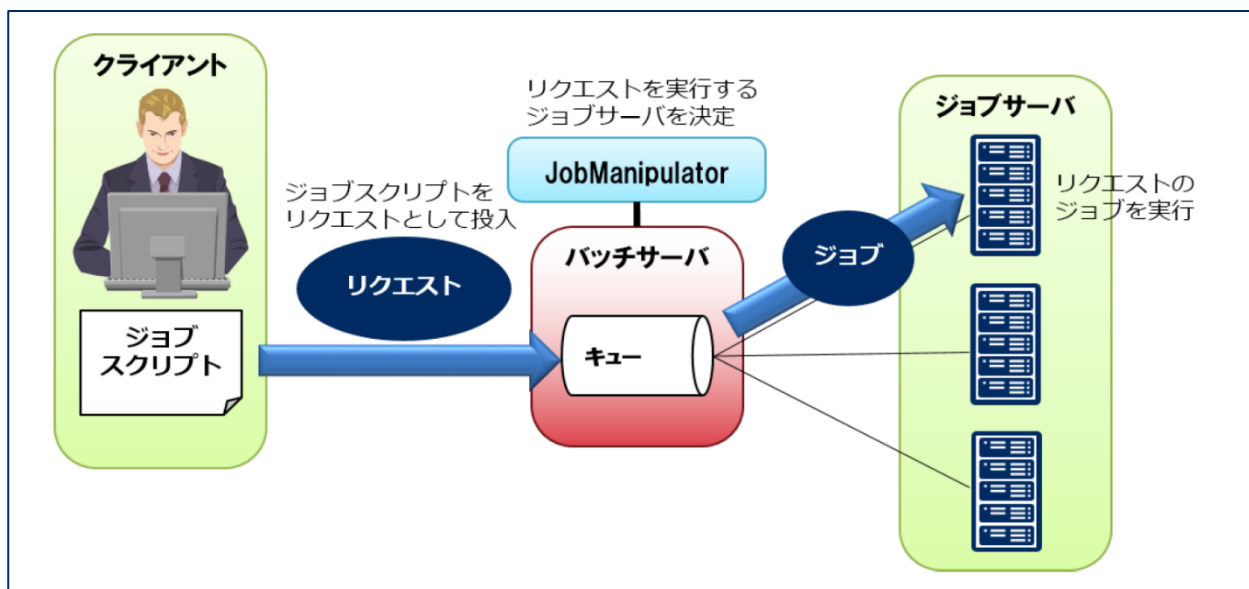 クライアント
ジョブ
スクリプト
ジョブスクリプトを
リクエストとして投入
リクエスト
リクエストを実行する
ジョブサーバを決定
JobManipulator
バッチサーバ
キュー
ジョブ
ジョブサーバ
リクエストの
ジョブを実行